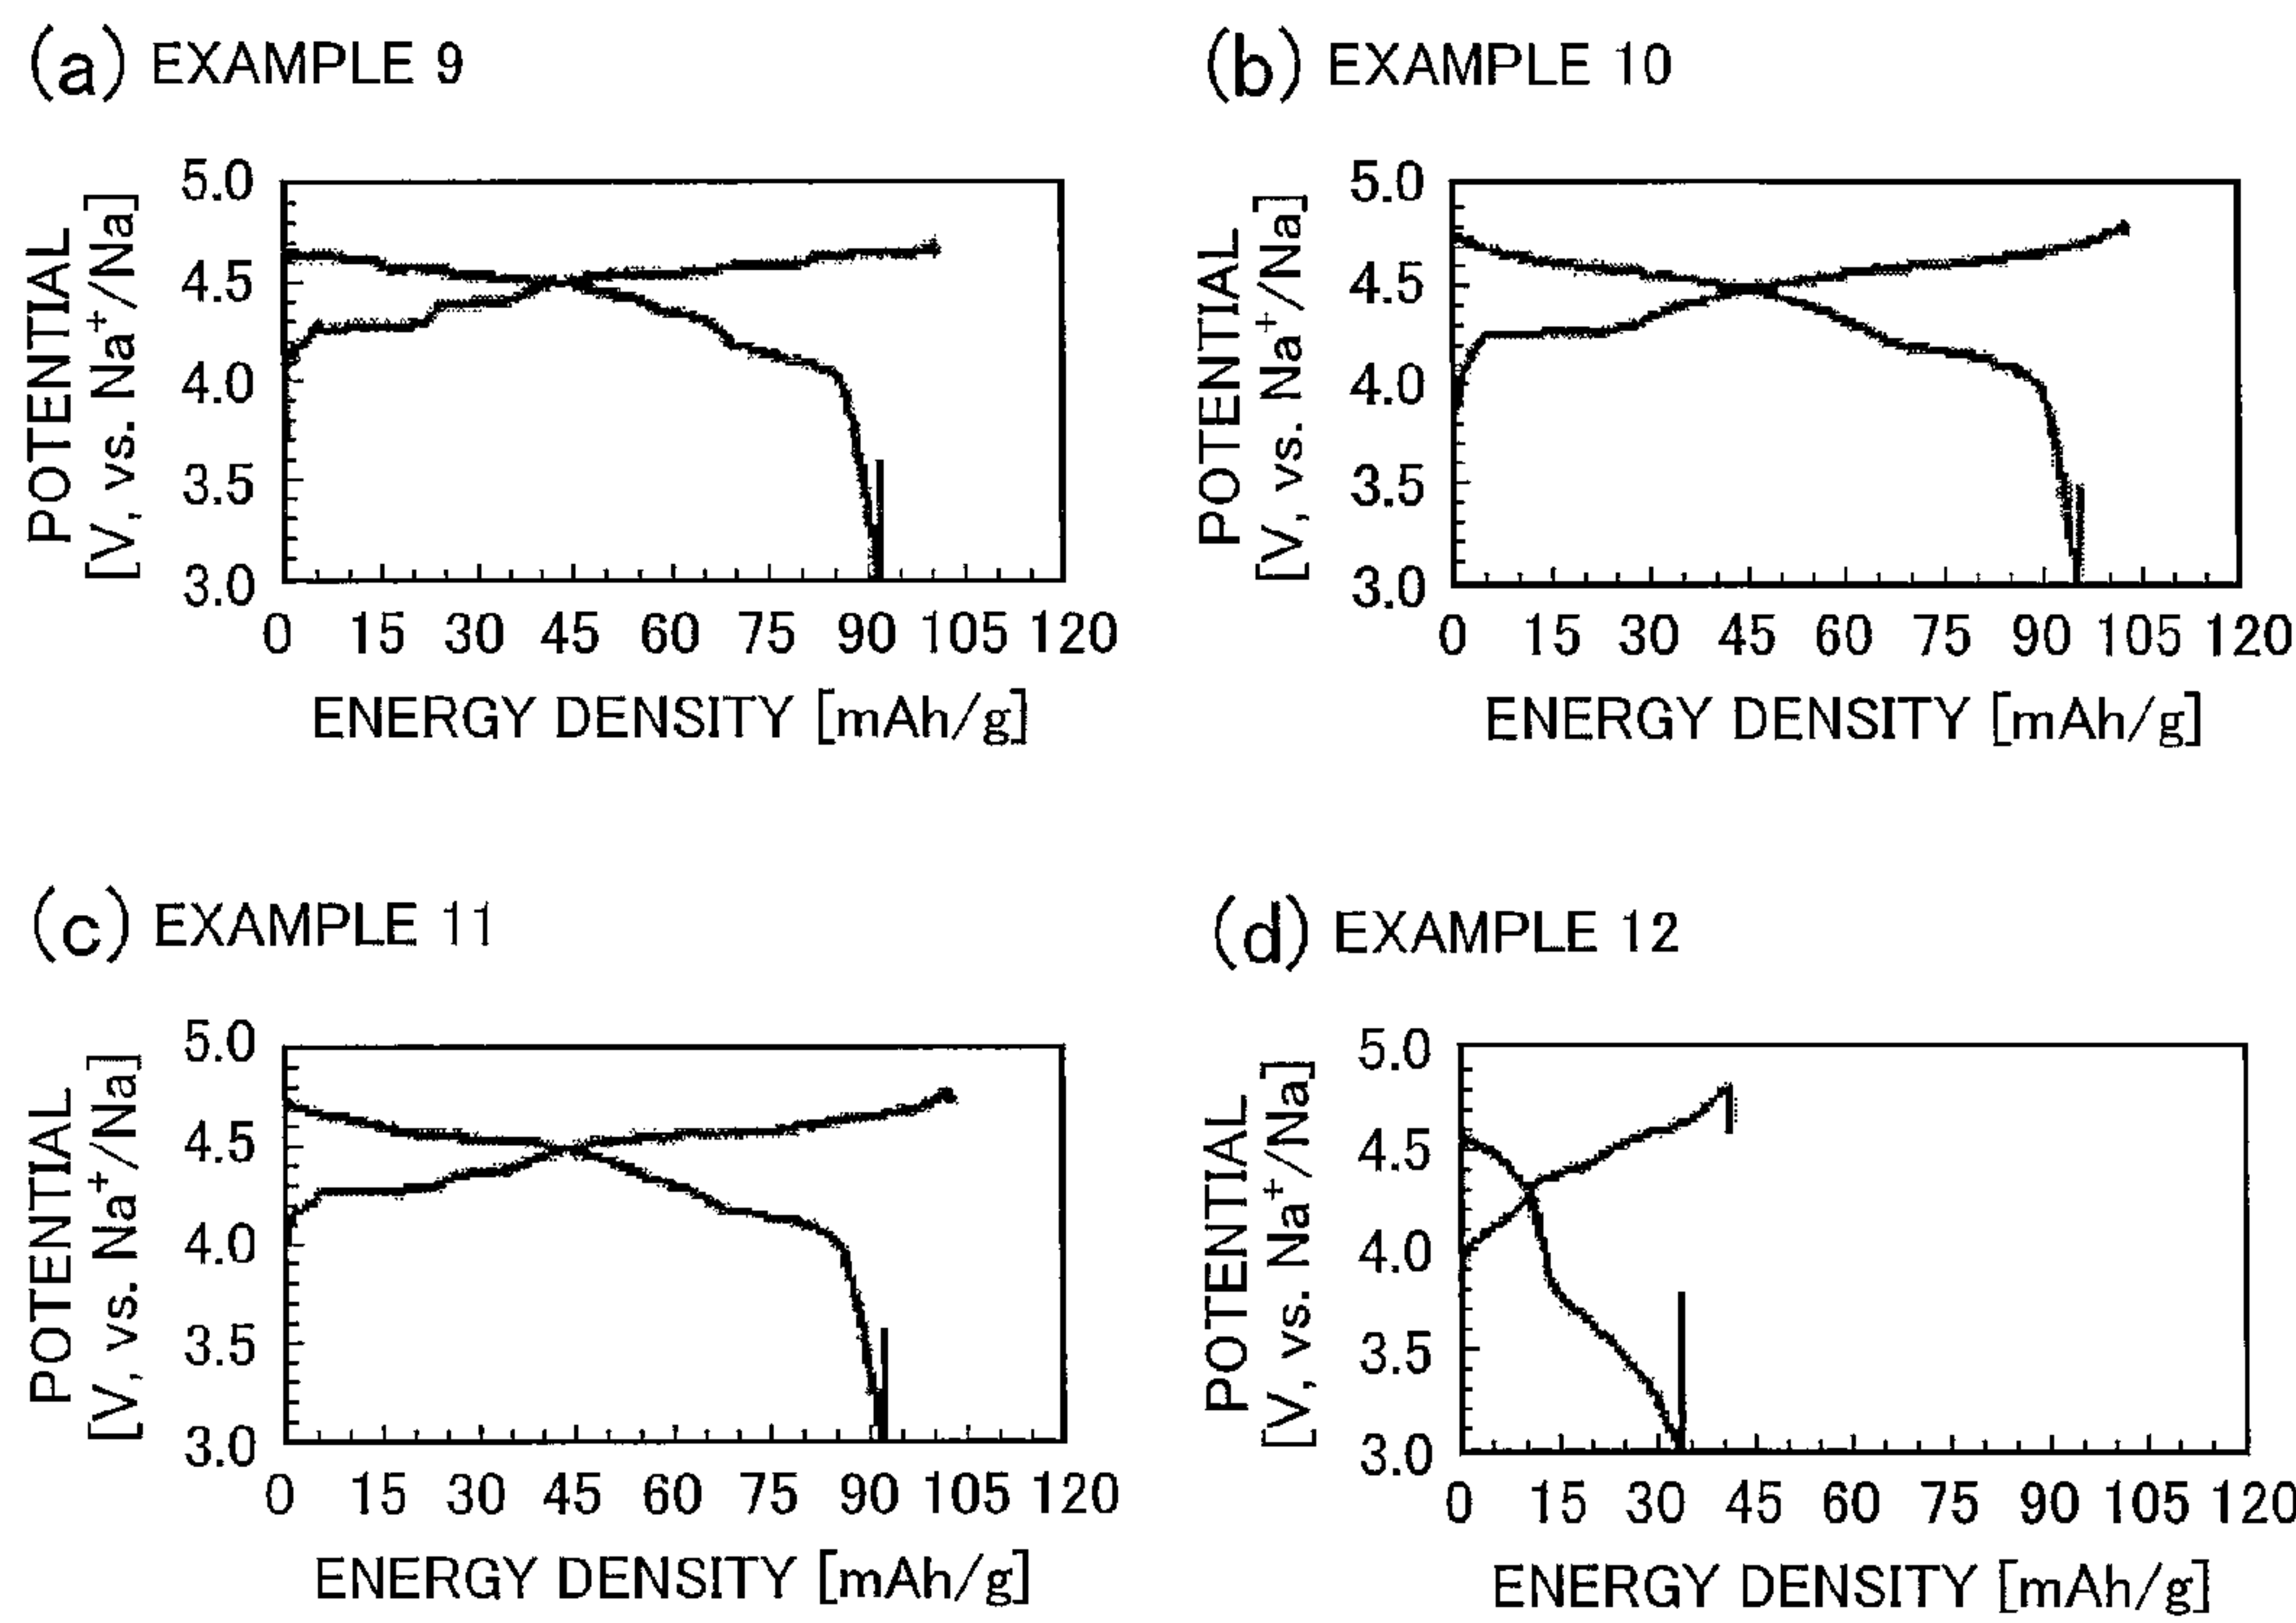 (a) EXAMPLE 9
5.0
4.5
4.0
3.5
3.0
POTENTIAL
[V, vs. Na⁺/Na]
0 15 30 45 60 75 90 105 120
ENERGY DENSITY [mAh/g]
(b) EXAMPLE 10
5.0
4.5
4.0
3.5
3.0
POTENTIAL
[V, vs. Na⁺/Na]
0 15 30 45 60 75 90 105 120
ENERGY DENSITY [mAh/g]
(c) EXAMPLE 11
5.0
4.5
4.0
3.5
3.0
POTENTIAL
[V, vs. Na⁺/Na]
0 15 30 45 60 75 90 105 120
ENERGY DENSITY [mAh/g]
(d) EXAMPLE 12
5.0
4.5
4.0
3.5
3.0
POTENTIAL
[V, vs. Na⁺/Na]
0 15 30 45 60 75 90 105 120
ENERGY DENSITY [mAh/g]